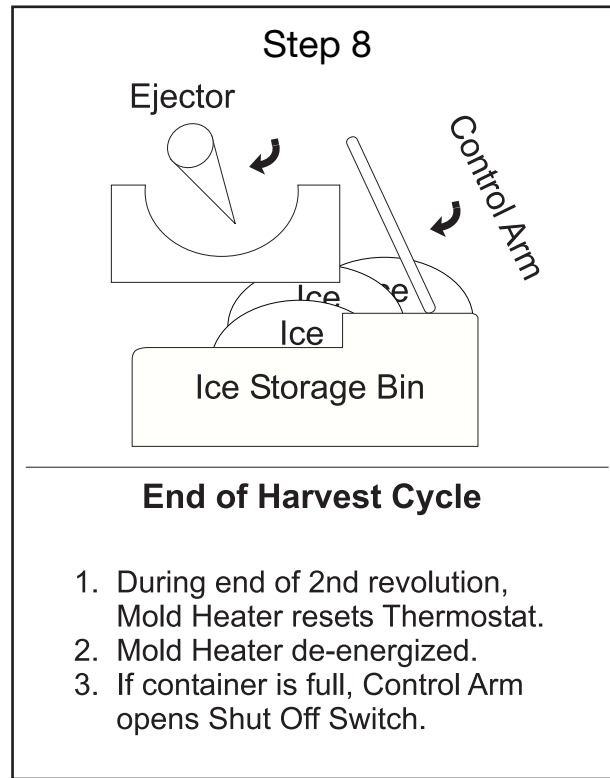 Step 8
Ejector
Control Arm
Ice
ce
Ice
Ice Storage Bin
End of Harvest Cycle
1. During end of 2nd revolution,
Mold Heater resets Thermostat.
2. Mold Heater de-energized.
3. If container is full, Control Arm
opens Shut Off Switch.